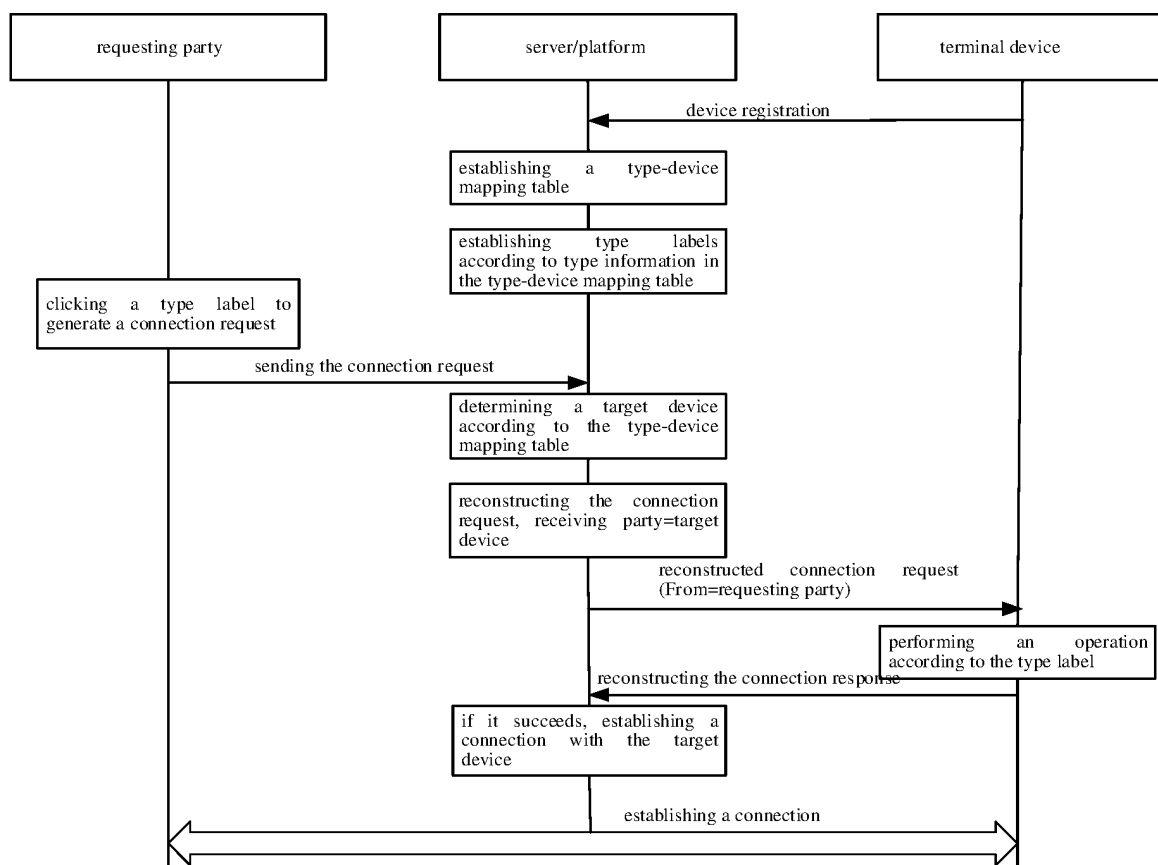 requesting party
server/platform
terminal device
device registration
establishing a type-device
mapping table
establishing type labels
according to type information in
the type-device mapping table
clicking a type label to
generate a connection request
sending the connection request
determining a target device
according to the type-device
mapping table
reconstructing the connection
request, receiving party=target
device
reconstructed connection request
(From=requesting party)
performing an operation
according to the type label
reconstructing the connection response
if it succeeds, establishing a
connection with the target
device
establishing a connection